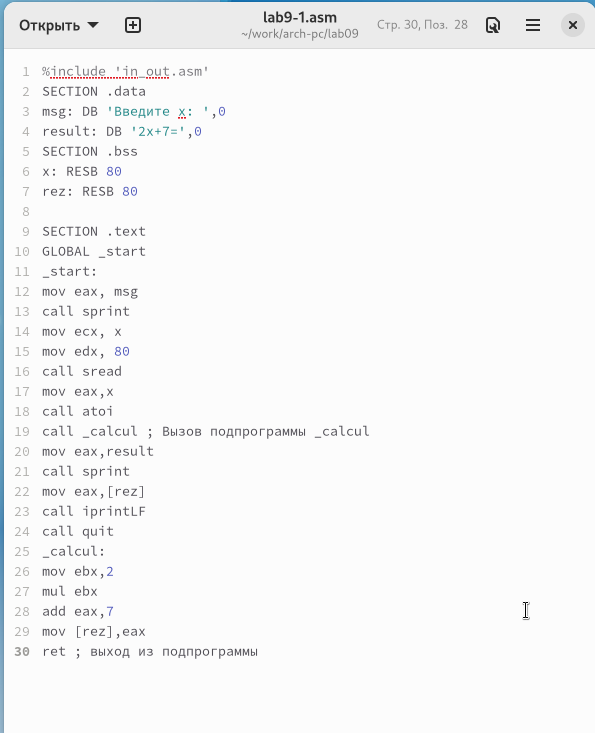 Открыть
lab9-1.asm
~/work/arch-pc/lab09
Стр. 30, Поз. 28
1 %include 'in_out.asm'
2 SECTION .data
3 msg: DB 'Введите x: ',0
4 result: DB '2x+7=',0
5 SECTION .bss
6 x: RESB 80
7 rez: RESB 80
8
9 SECTION .text
10 GLOBAL _start
11 _start:
12 mov eax, msg
13 call sprint
14 mov ecx, x
15 mov edx, 80
16 call sread
17 mov eax,x
18 call atoi
19 call _calcul ; Вызов подпрограммы _calcul
20 mov eax,result
21 call sprint
22 mov eax,[rez]
23 call iprintLF
24 call quit
25 _calcul:
26 mov ebx,2
27 mul ebx
28 add eax,7
29 mov [rez],eax
30 ret ; выход из подпрограммы